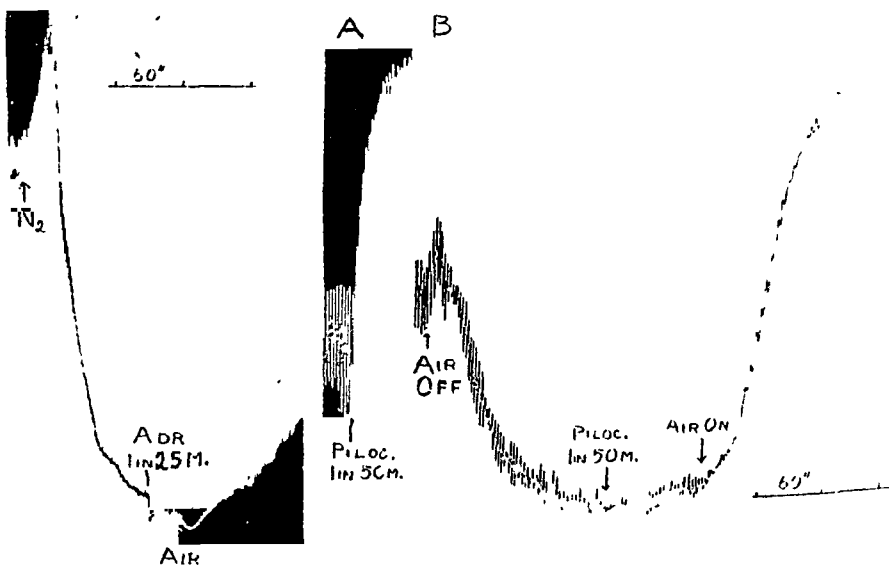 A B
60"
N₂
AIR
OFF
ADR
1 IN 25 M.
PILOC.
1 IN 50 M.
PILOC.
1 IN 50 M.
AIR ON
60"
AIR